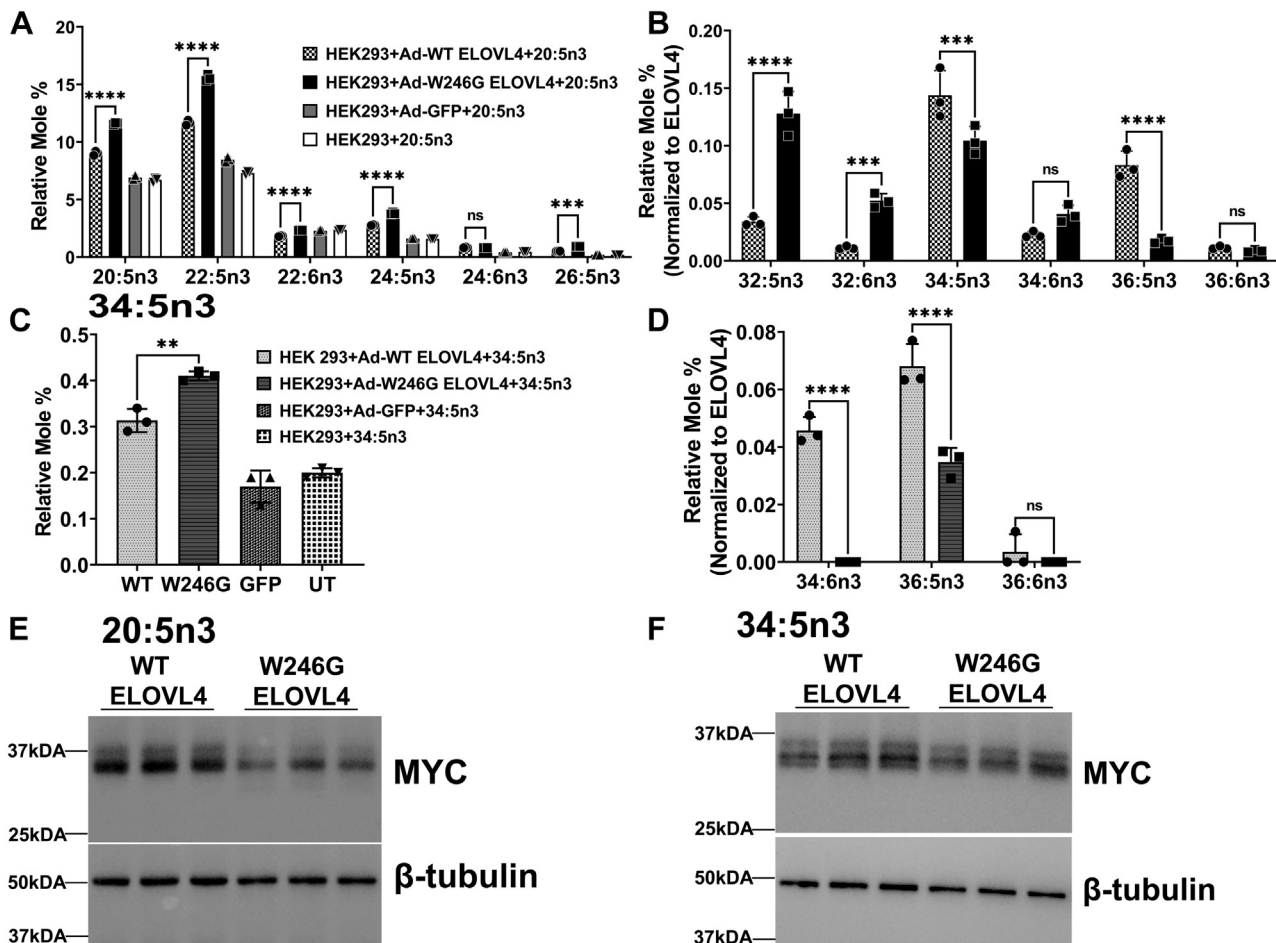 A
Relative Mole %
20
15
10
5
0
****
****
****
****
ns
***
HEK293+Ad-WT ELOVL4+20:5n3
HEK293+Ad-W246G ELOVL4+20:5n3
HEK293+Ad-GFP+20:5n3
HEK293+20:5n3
20:5n3 22:5n3 22:6n3 24:5n3 24:6n3 26:5n3
B
Relative Mole %
(Normalized to ELOVL4)
0.20
0.15
0.10
0.05
0.00
****
***
***
ns
****
ns
32:5n3 32:6n3 34:5n3 34:6n3 36:5n3 36:6n3
C
34:5n3
Relative Mole %
0.5
0.4
0.3
0.2
0.1
0.0
**
HEK 293+Ad-WT ELOVL4+34:5n3
HEK293+Ad-W246G ELOVL4+34:5n3
HEK293+Ad-GFP+34:5n3
HEK293+34:5n3
WT W246G GFP UT
D
Relative Mole %
(Normalized to ELOVL4)
0.08
0.06
0.04
0.02
0.00
****
****
ns
34:6n3 36:5n3 36:6n3
E
20:5n3
WT W246G
ELOVL4 ELOVL4
37kDA
25kDA
MYC
50kDA
37kDA
β-tubulin
F
34:5n3
WT W246G
ELOVL4 ELOVL4
37kDA
25kDA
MYC
50kDA
37kDA
β-tubulin